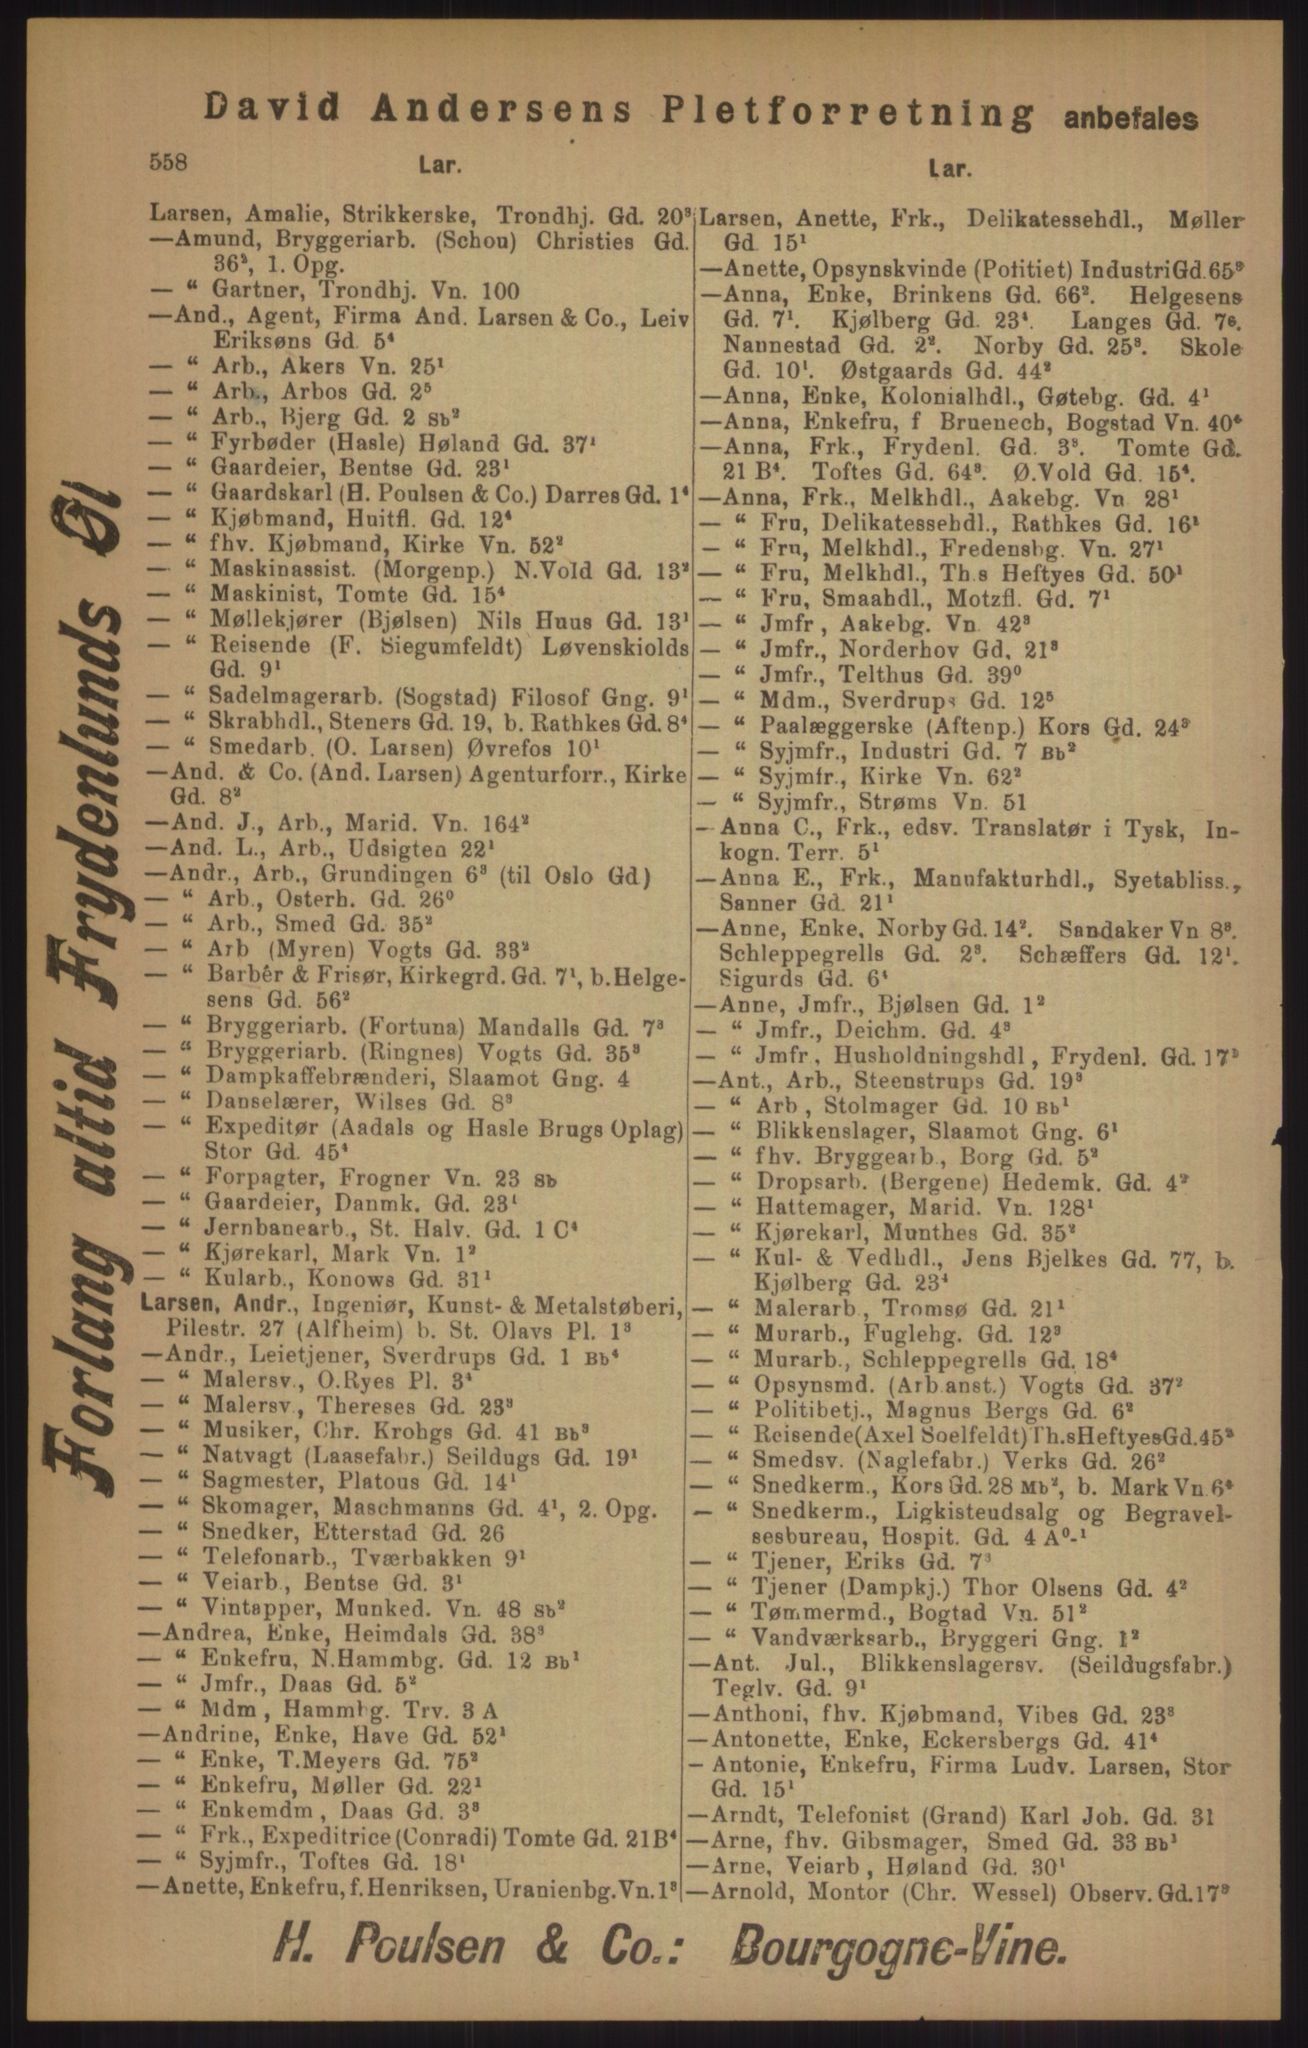 David Andersens Pletforretning anbefales
558
Lar.
Lar.
Larsen, Amalie, Strikkerske, Trondhj. Gd. 20³
—Amund, Bryggeriarb. (Schou) Christies Gd.
36², 1. Opg.
— “ Gartner, Trondhj. Vn. 100
—And., Agent, Firma And. Larsen & Co., Leiv
Eriksøns Gd. 5⁴
— “ Arb., Akers Vn. 25¹
— “ Arb., Arbos Gd. 2⁵
— “ Arb., Bjerg Gd. 2 Sb²
— “ Fyrbøder (Hasle) Høland Gd. 37¹
— “ Gaardeier, Bentse Gd. 23¹
— “ Gaardskarl (H. Poulsen & Co.) Darres Gd. 1⁴
— “ Kjøbmand, Huitfl. Gd. 12⁴
— “ fhv. Kjøbmand, Kirke Vn. 52²
— “ Maskinassist. (Morgenp.) N.Vold Gd. 13²
— “ Maskinist, Tomte Gd. 15⁴
— “ Møllekjører (Bjølsen) Nils Huus Gd. 13¹
— “ Reisende (F. Siegumfeldt) Løvenskiolds
Gd. 9¹
— “ Sadelmagerarb. (Sogstad) Filosof Gng. 9¹
— “ Skrabhdl., Steners Gd. 19, b. Rathkes Gd. 8⁴
— “ Smedarb. (O. Larsen) Øvrefos 10¹
—And. & Co. (And. Larsen) Agenturforr., Kirke
Gd. 8²
—And. J., Arb., Marid. Vn. 164²
—And. L., Arb., Udsigten 22¹
—Andr., Arb., Grundingen 6³ (til Oslo Gd)
— “ Arb., Osterh. Gd. 26⁰
— “ Arb., Smed Gd. 35²
— “ Arb (Myren) Vogts Gd. 33²
— “ Barbêr & Frisør, Kirkegrd. Gd. 7¹, b. Helge-
sens Gd. 56²
— “ Bryggeriarb. (Fortuna) Mandalls Gd. 7³
— “ Bryggeriarb. (Ringnes) Vogts Gd. 35³
— “ Dampkaffebrænderi, Slaamot Gng. 4
— “ Danselærer, Wilses Gd. 8³
— “ Expeditør (Aadals og Hasle Brugs Oplag)
Stor Gd. 45⁴
— “ Forpagter, Frogner Vn. 23 Sb
— “ Gaardeier, Danmk. Gd. 23¹
— “ Jernbanearb., St. Halv. Gd. 1 C⁴
— “ Kjørekarl, Mark Vn. 1²
— “ Kularb., Konows Gd. 31¹
Larsen, Andr., Ingeniør, Kunst- & Metalstøberi,
Pilestr. 27 (Alfheim) b. St. Olavs Pl. 1³
—Andr., Leietjener, Sverdrups Gd. 1 Bb⁴
— “ Malersv., O.Ryes Pl. 3⁴
— “ Malersv., Thereses Gd. 23³
— “ Musiker, Chr. Krohgs Gd. 41 Bb³
— “ Natvagt (Laasefabr.) Seildugs Gd. 19¹
— “ Sagmester, Platous Gd. 14¹
— “ Skomager, Maschmanns Gd. 4¹, 2. Opg.
— “ Snedker, Etterstad Gd. 26
— “ Telefonarb., Tværbakken 9¹
— “ Veiarb., Bentse Gd. 3¹
— “ Vintapper, Munked. Vn. 48 Sb²
—Andrea, Enke, Heimdals Gd. 38³
— “ Enkefru, N.Hammbg. Gd. 12 Bb¹
— “ Jmfr., Daas Gd. 5²
— “ Mdm, Hammbg. Trv. 3 A
—Andrine, Enke, Have Gd. 52¹
— “ Enke, T.Meyers Gd. 75²
— “ Enkefru, Møller Gd. 22¹
— “ Enkemdm, Daas Gd. 3³
— “ Frk., Expeditrice (Conradi) Tomte Gd. 21 B⁴
— “ Syjmfr., Toftes Gd. 18¹
—Anette, Enkefru, f. Henriksen, Uranienbg. Vn. 1³
Larsen, Anette, Frk., Delikatessehdl., Møller
Gd. 15¹
—Anette, Opsynskvinde (Potitiet) Industri Gd. 65³
—Anna, Enke, Brinkens Gd. 66². Helgesens
Gd. 7¹. Kjølberg Gd. 23⁴. Langes Gd. 7⁶.
Nannestad Gd. 2². Norby Gd. 25³. Skole
Gd. 10¹. Østgaards Gd. 44²
—Anna, Enke, Kolonialhdl., Gøtebg. Gd. 4¹
—Anna, Enkefru, f Bruenech, Bogstad Vn. 40⁴
—Anna, Frk., Frydenl. Gd. 3³. Tomte Gd.
21 B⁴. Toftes Gd. 64³. Ø.Vold Gd. 15⁴.
—Anna, Frk., Melkhdl., Aakebg. Vn 28¹
— “ Fru, Delikatessehdl., Rathkes Gd. 16¹
— “ Fru, Melkhdl., Fredensbg. Vn. 27¹
— “ Fru, Melkhdl., Th.s Heftyes Gd. 50¹
— “ Fru, Smaahdl., Motzfl. Gd. 7¹
— “ Jmfr, Aakebg. Vn. 42³
— “ Jmfr., Norderhov Gd. 21³
— “ Jmfr., Telthus Gd. 39⁰
— “ Mdm., Sverdrups Gd. 12⁵
— “ Paalæggerske (Aftenp.) Kors Gd. 24³
— “ Syjmfr., Industri Gd. 7 Bb²
— “ Syjmfr., Kirke Vn. 62²
— “ Syjmfr., Strøms Vn. 51
—Anna C., Frk., edsv. Translatør i Tysk, In-
kogn. Terr. 5¹
—Anna E., Frk., Manufakturhdl., Syetabliss.,
Sanner Gd. 21¹
—Anne, Enke, Norby Gd. 14². Sandaker Vn 8³.
Schleppegrells Gd. 2³. Schæffers Gd. 12¹.
Sigurds Gd. 6⁴
—Anne, Jmfr., Bjølsen Gd. 1²
— “ Jmfr., Deichm. Gd. 4³
— “ Jmfr, Husholdningshdl, Frydenl. Gd. 17³
—Ant., Arb., Steenstrups Gd. 19³
— “ Arb, Stolmager Gd. 10 Bb¹
— “ Blikkenslager, Slaamot Gng. 6¹
— “ fhv. Bryggearb., Borg Gd. 5²
— “ Dropsarb. (Bergene) Hedemk. Gd. 4²
— “ Hattemager, Marid. Vn. 128¹
— “ Kjørekarl, Munthes Gd. 35²
— “ Kul- & Vedhdl., Jens Bjelkes Gd. 77, b.
Kjølberg Gd. 23⁴
— “ Malerarb, Tromsø Gd. 21¹
— “ Murarb., Fuglehg. Gd. 12³
— “ Murarb., Schleppegrells Gd. 18⁴
— “ Opsynsmd. (Arb.anst.) Vogts Gd. 37²
— “ Politibetj., Magnus Bergs Gd. 6²
— “ Reisende (Axel Soelfeldt) Th.s Heftyes Gd. 45³
— “ Smedsv. (Naglefabr.) Verks Gd. 26²
— “ Snedkerm., Kors Gd. 28 Mb², b. Mark Vn. 6⁴
— “ Snedkerm., Ligkisteudsalg og Begravel-
sesbureau, Hospit. Gd. 4 A⁰-¹
— “ Tjener, Eriks Gd. 7³
— “ Tjener (Dampkj.) Thor Olsens Gd. 4²
— “ Tømmermd., Bogtad Vn. 51²
— “ Vandværksarb., Bryggeri Gng. 1²
—Ant. Jul., Blikkenslagersv. (Seildugsfabr.)
Teglv. Gd. 9¹
—Anthoni, fhv. Kjøbmand, Vibes Gd. 23³
—Antonette, Enke, Eckersbergs Gd. 41⁴
—Antonie, Enkefru, Firma Ludv. Larsen, Stor
Gd. 15¹
—Arndt, Telefonist (Grand) Karl Joh. Gd. 31
—Arne, fhv. Gibsmager, Smed Gd. 33 Bb¹
—Arne, Veiarb, Høland Gd. 30¹
—Arnold, Montor (Chr. Wessel) Observ. Gd. 17³
Forlang altid Frydenlunds Øl
H. Poulsen & Co.: Bourgogne-Vine.